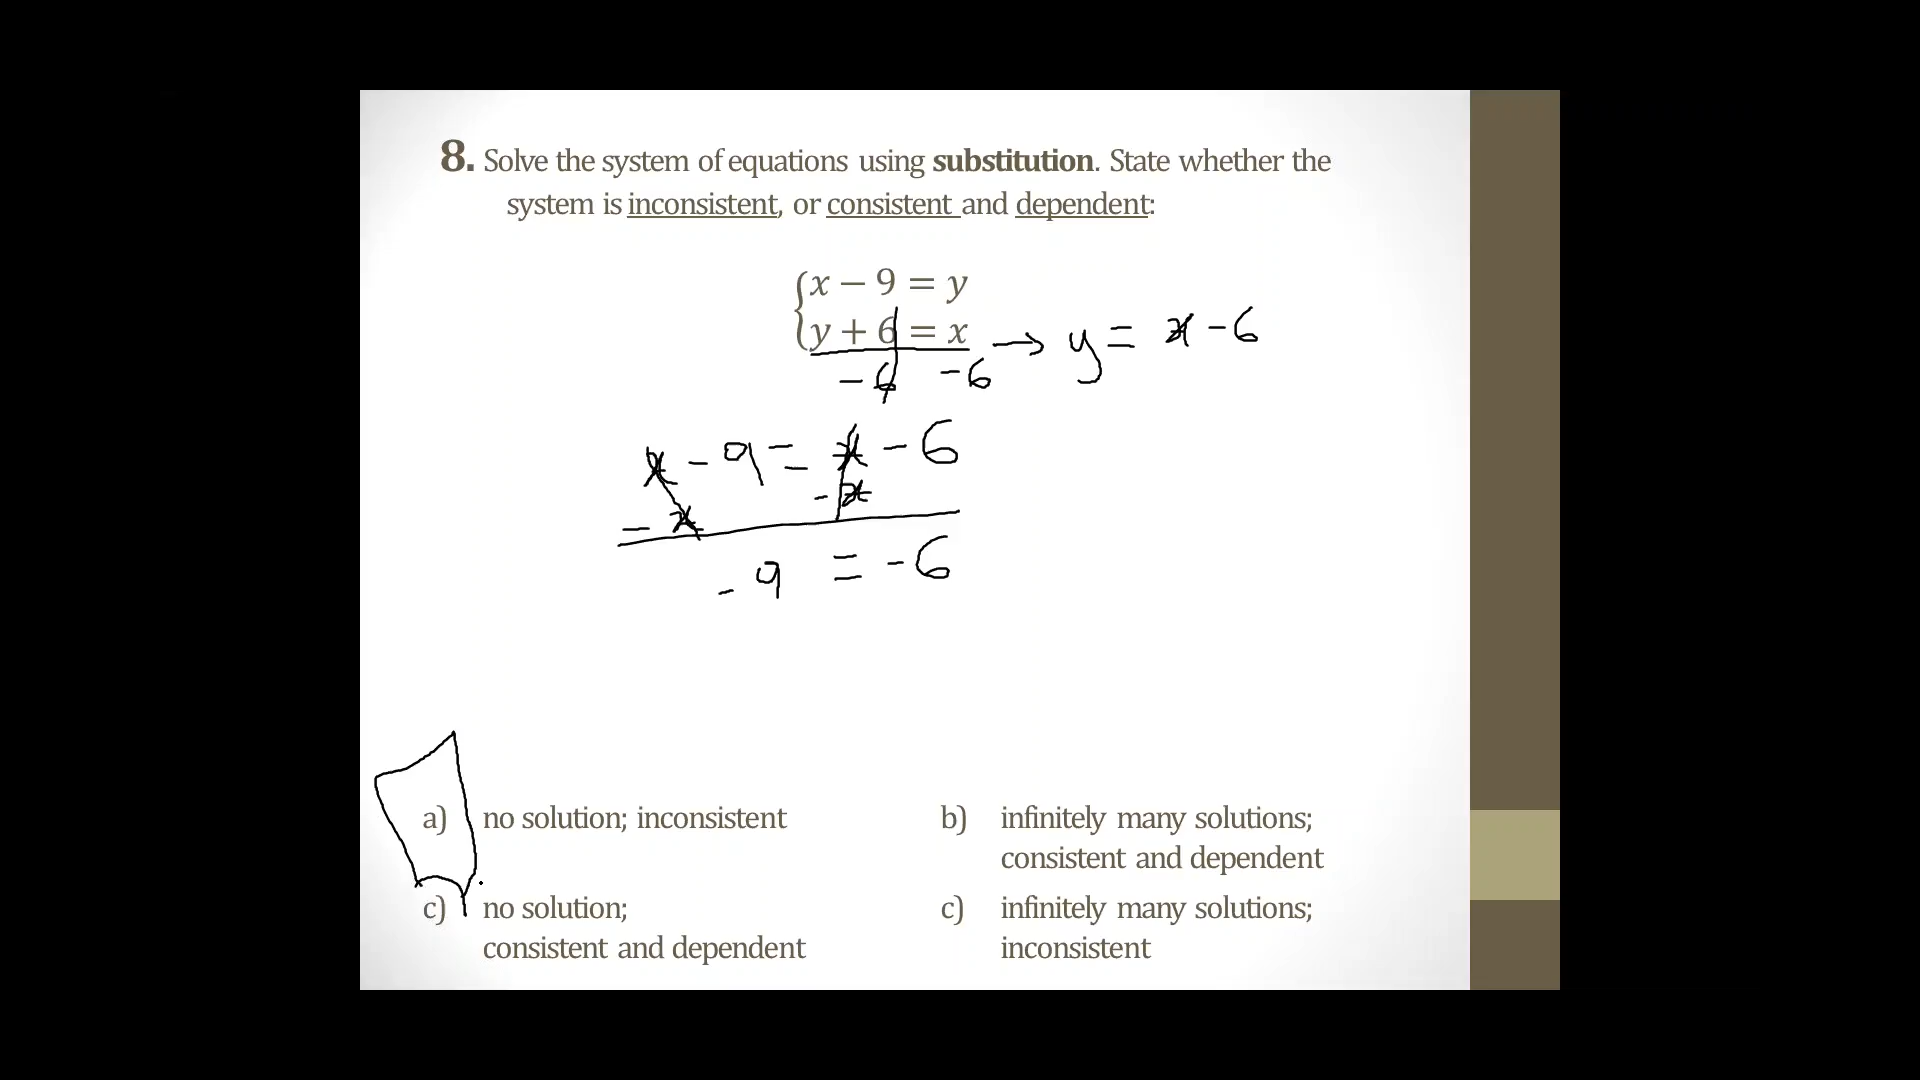 8. Solve the system of equations using substitution. State whether the
system is inconsistent, or consistent and dependent:
x − 9 = y
y + 6 = x → y = x - 6
- 6 - 6
x - 9 = x - 6
- x
- x
- 9 = - 6
a) no solution; inconsistent
b) infinitely many solutions;
consistent and dependent
c) no solution;
consistent and dependent
c) infinitely many solutions;
inconsistent